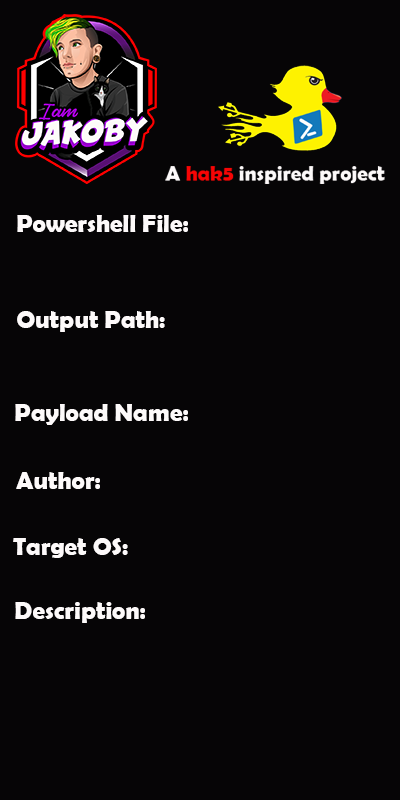 I am
JAKOBY
A hak5 inspired project
Powershell File:
Output Path:
Payload Name:
Author:
Target OS:
Description: